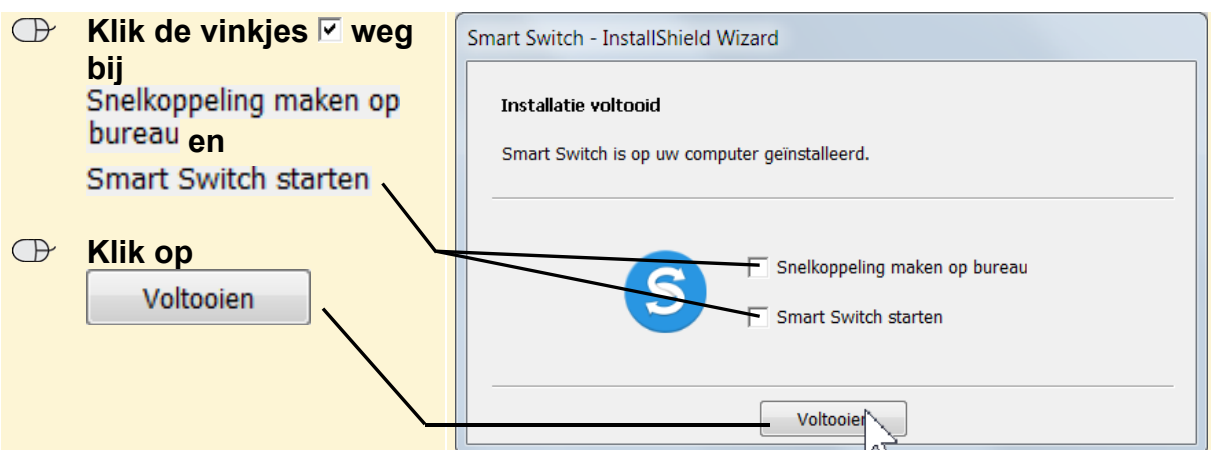 Klik de vinkjes ☑ weg
bij
Snelkoppeling maken op
bureau en
Smart Switch starten
Klik op
Voltooien
Smart Switch - InstallShield Wizard
Installatie voltooid
Smart Switch is op uw computer geïnstalleerd.
Snelkoppeling maken op bureau
Smart Switch starten
Voltooien